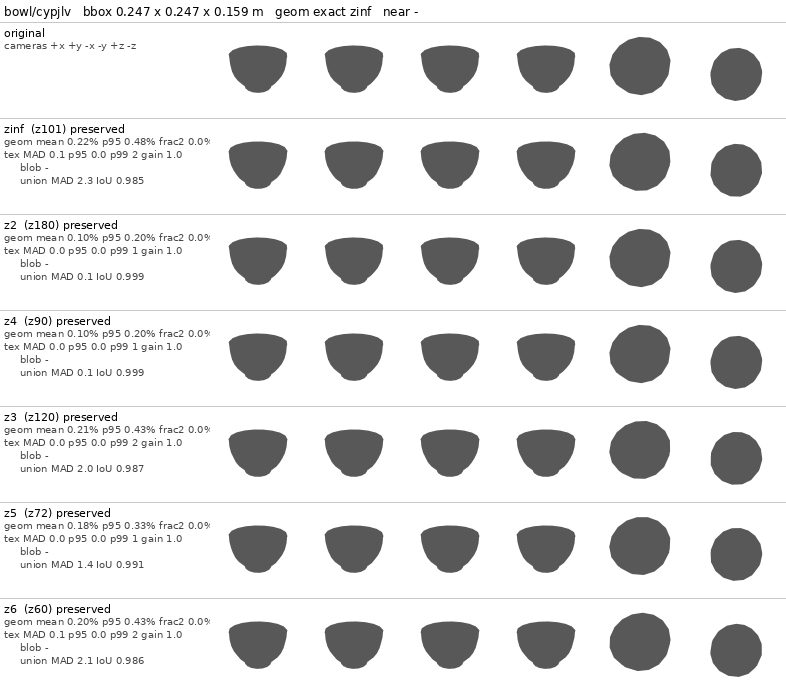 bowl/cypjlv bbox 0.247 x 0.247 x 0.159 m geom exact zinf near -
original
cameras +x +y -x -y +z -z
zinf (z101) preserved
geom mean 0.22% p95 0.48% frac2 0.0%
tex MAD 0.1 p95 0.0 p99 2 gain 1.0
blob -
union MAD 2.3 IoU 0.985
z2 (z180) preserved
geom mean 0.10% p95 0.20% frac2 0.0%
tex MAD 0.0 p95 0.0 p99 1 gain 1.0
blob -
union MAD 0.1 IoU 0.999
z4 (z90) preserved
geom mean 0.10% p95 0.20% frac2 0.0%
tex MAD 0.0 p95 0.0 p99 1 gain 1.0
blob -
union MAD 0.1 IoU 0.999
z3 (z120) preserved
geom mean 0.21% p95 0.43% frac2 0.0%
tex MAD 0.0 p95 0.0 p99 2 gain 1.0
blob -
union MAD 2.0 IoU 0.987
z5 (z72) preserved
geom mean 0.18% p95 0.33% frac2 0.0%
tex MAD 0.0 p95 0.0 p99 1 gain 1.0
blob -
union MAD 1.4 IoU 0.991
z6 (z60) preserved
geom mean 0.20% p95 0.43% frac2 0.0%
tex MAD 0.1 p95 0.0 p99 2 gain 1.0
blob -
union MAD 2.1 IoU 0.986